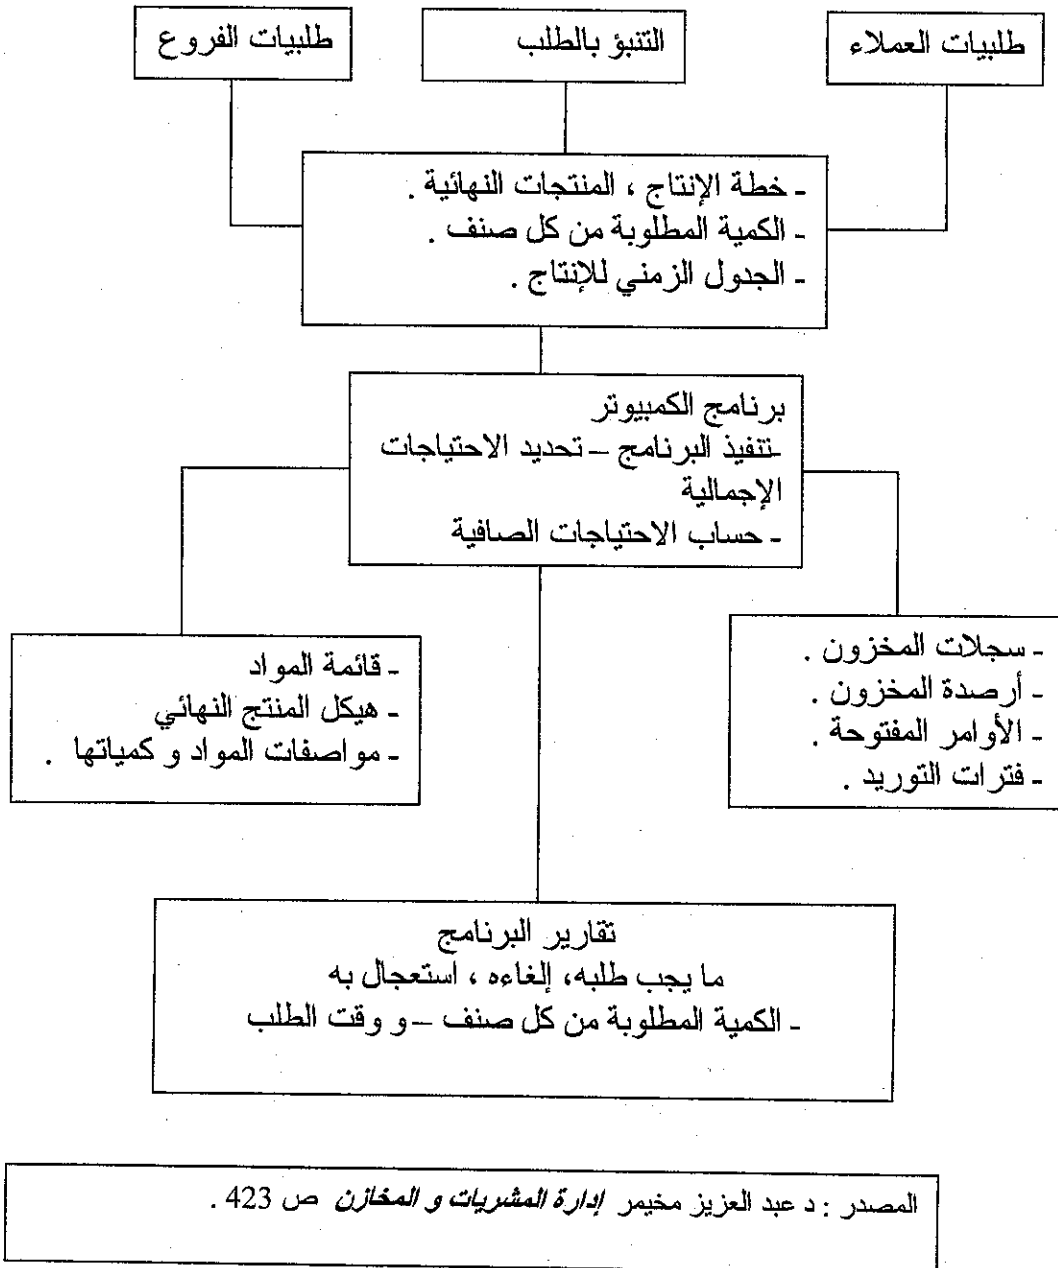 طلبيات العملاء
التنبؤ بالطلب
طلبيات الفروع
- خطة الإنتاج ، المنتجات النهائية .
- الكمية المطلوبة من كل صنف .
- الجدول الزمني للإنتاج .
برنامج الكمبيوتر
-تنفيذ البرنامج – تحديد الاحتياجات
الإجمالية
- حساب الاحتياجات الصافية
- سجلات المخزون .
- أرصدة المخزون .
- الأوامر المفتوحة .
- فترات التوريد .
- قائمة المواد
- هيكل المنتج النهائي
- مواصفات المواد و كمياتها .
تقارير البرنامج
ما يجب طلبه، إلغاءه ، استعجال به
- الكمية المطلوبة من كل صنف – و وقت الطلب
المصدر : د عبد العزيز مخيمر إدارة المشريات و المخازن ص 423 .